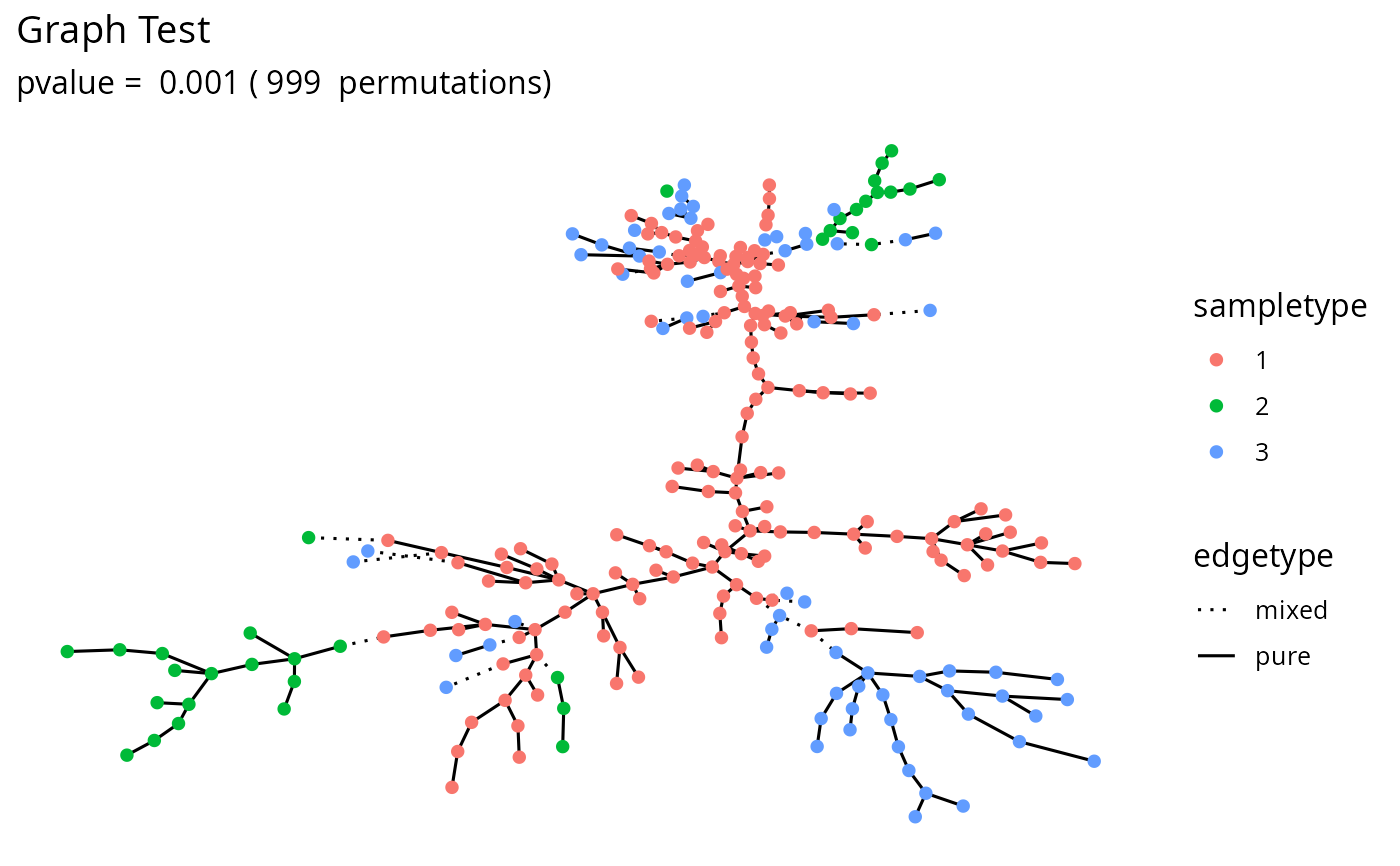 Graph Test
pvalue =  0.001 ( 999  permutations)
sampletype
1
2
3
edgetype
mixed
pure